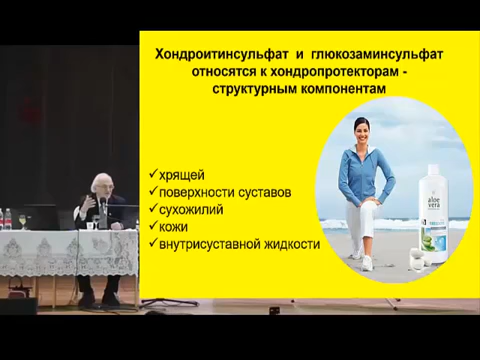 Хондроитинсульфат и глюкозаминсульфат
относятся к хондропротекторам -
структурным компонентам
✓хрящей
✓поверхности суставов
✓сухожилий
✓кожи
✓внутрисуставной жидкости
aloe
vera